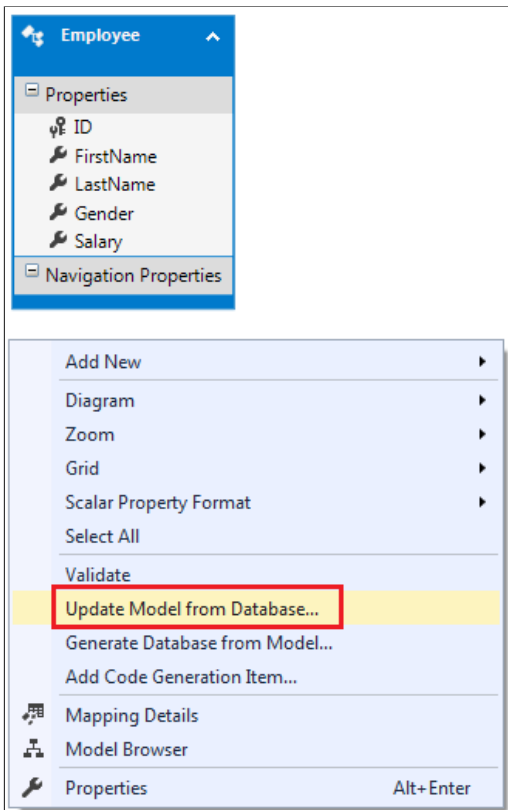 Employee
Properties
ID
FirstName
LastName
Gender
Salary
Navigation Properties
Add New
Diagram
Zoom
Grid
Scalar Property Format
Select All
Validate
Update Model from Database...
Generate Database from Model...
Add Code Generation Item...
Mapping Details
Model Browser
Properties Alt+Enter